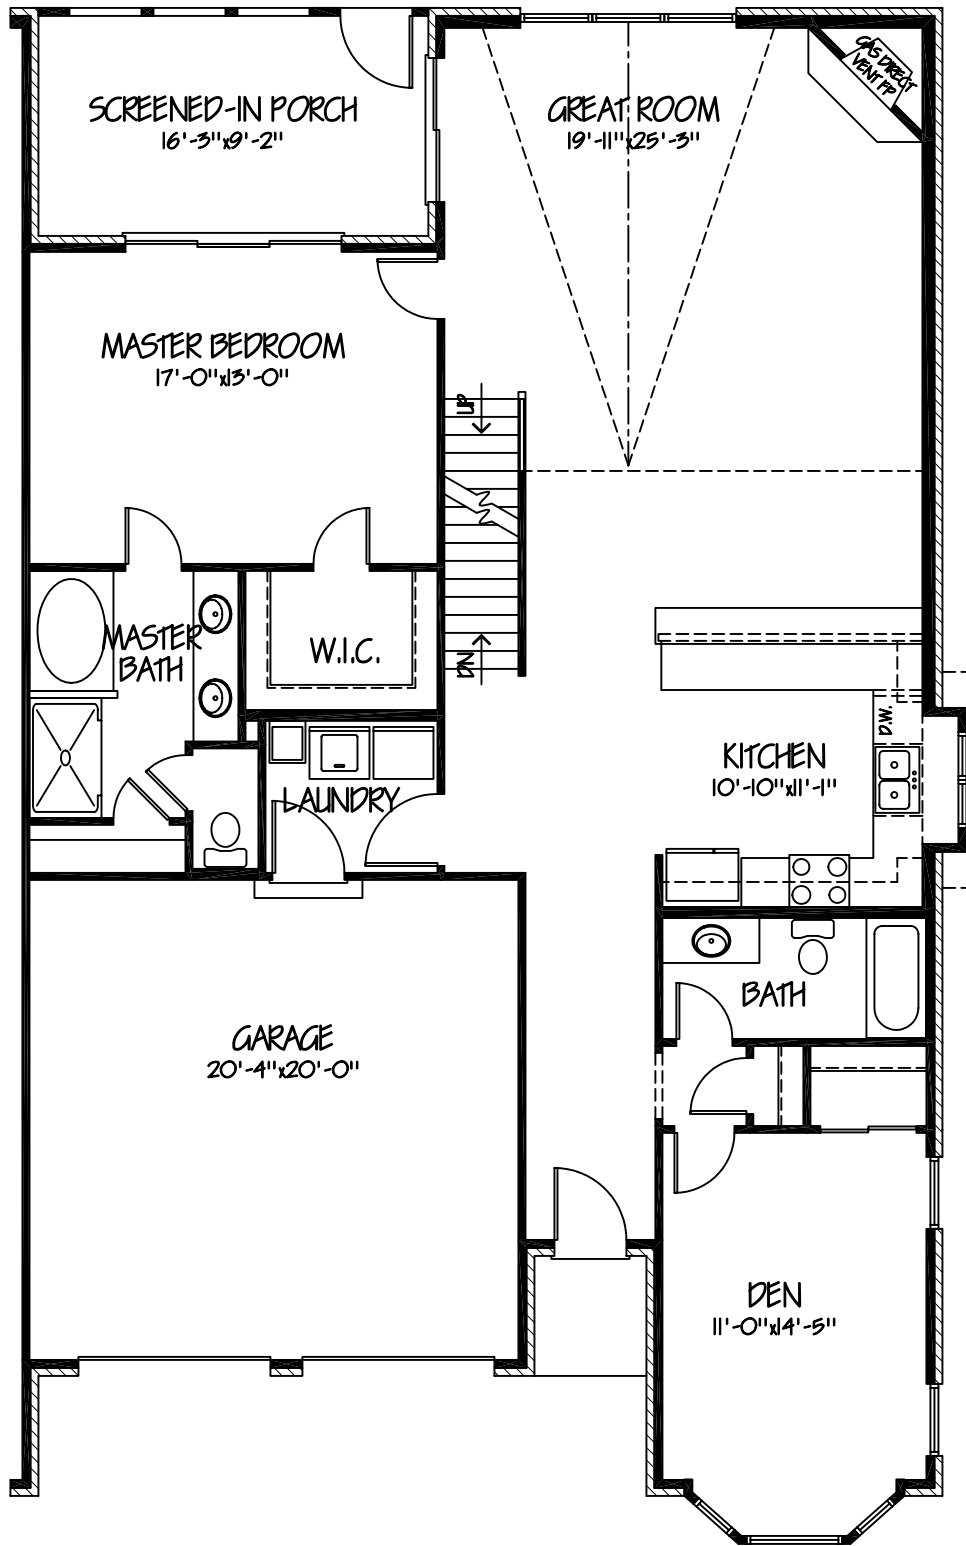 GAS DIRECT
VENT FP
SCREENED-IN PORCH
16'-3"x9'-2"
GREAT ROOM
19'-11"x25'-3"
MASTER BEDROOM
17'-0"x13'-0"
UP
MASTER
BATH
W.I.C.
DN
D.W.
KITCHEN
10'-10"x11'-1"
LAUNDRY
BATH
GARAGE
20'-4"x20'-0"
DEN
11'-0"x14'-5"